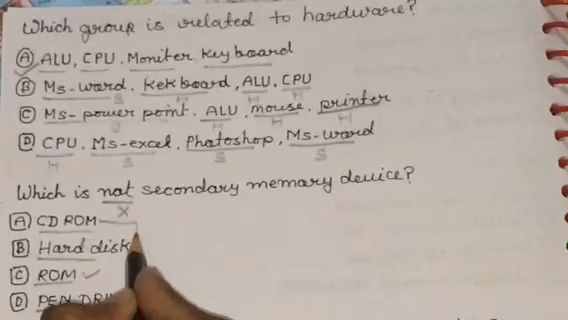 Which group is related to hardware?
Ⓐ ALU, CPU. Moniter Keyboard
Ⓑ Ms-word. Kekboard, ALU. CPU
S H H H
Ⓒ Ms-power point. ALU. mouse. printer
S H H H
D CPU. Ms-excel. Photoshop, Ms-word
H S S S
Which is not secondary memory device?
X
A CD ROM
B Hard disk
C ROM ✓
D PEN